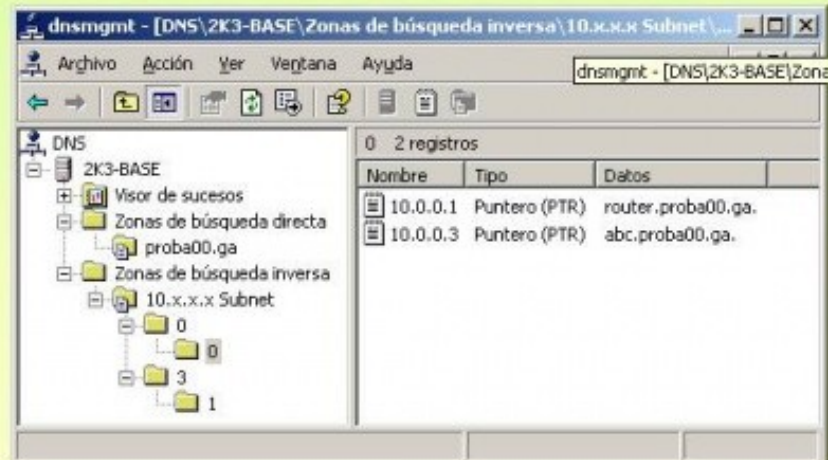 dnsmgmt - [DNS\2K3-BASE\Zonas de búsqueda inversa\10.x.x.x Subnet\...
Archivo Acción Ver Ventana Ayuda
dnsmgmt - [DNS\2K3-BASE\Zona
DNS
2K3-BASE
Visor de sucesos
Zonas de búsqueda directa
proba00.ga
Zonas de búsqueda inversa
10.x.x.x Subnet
0
0
3
1
0 2 registros
Nombre Tipo Datos
10.0.0.1 Puntero (PTR) router.proba00.ga.
10.0.0.3 Puntero (PTR) abc.proba00.ga.